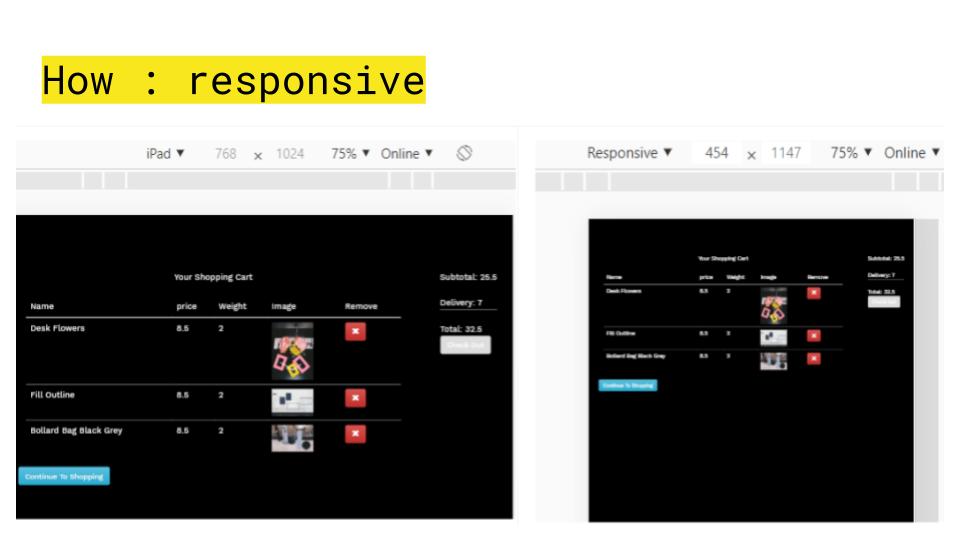 How : responsive
iPad ▼ 768 × 1024 75% ▼ Online ▼
Your Shopping Cart
Name price Weight Image Remove
Desk Flowers 8.5 2
Fill Outline 8.5 2
Bollard Bag Black Grey 8.5 2
Continue To Shopping
Subtotal: 25.5
Delivery: 7
Total: 32.5
Check Out
Responsive ▼ 454 × 1147 75% ▼ Online ▼
Your Shopping Cart
Name price Weight Image Remove
Desk Flowers 8.5 2
Fill Outline 8.5 2
Bollard Bag Black Grey 8.5 2
Continue To Shopping
Subtotal: 25.5
Delivery: 7
Total: 32.5